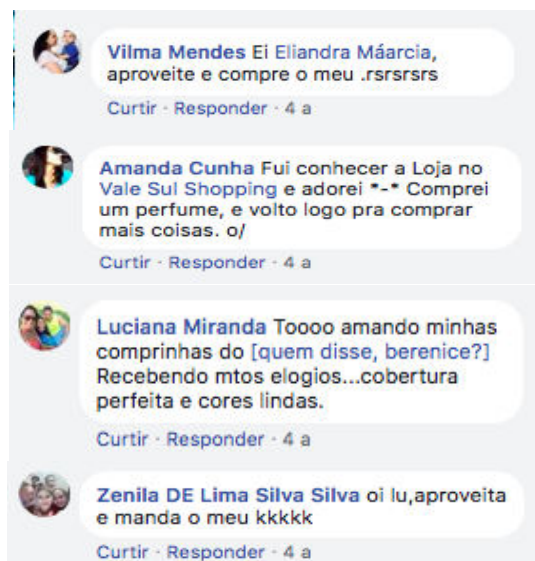 Vilma Mendes Ei Eliandra Máarcia,
aproveite e compre o meu .rsrsrsrs
Curtir · Responder · 4 a
Amanda Cunha Fui conhecer a Loja no
Vale Sul Shopping e adorei *-* Comprei
um perfume, e volto logo pra comprar
mais coisas. o/
Curtir · Responder · 4 a
Luciana Miranda Toooo amando minhas
comprinhas do [quem disse, berenice?]
Recebendo mtos elogios...cobertura
perfeita e cores lindas.
Curtir · Responder · 4 a
Zenila DE Lima Silva Silva oi lu,aproveita
e manda o meu kkkkk
Curtir · Responder · 4 a